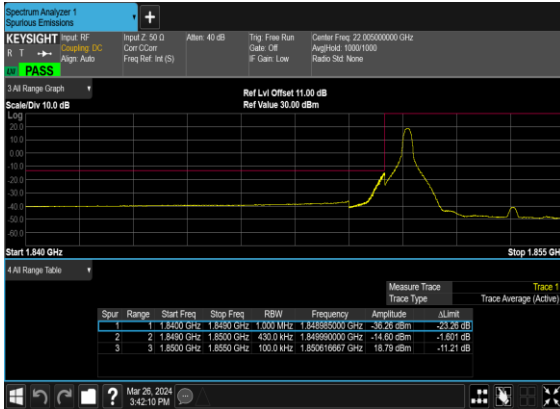 Spectrum Analyzer 1
Spurious Emissions
+
KEYSIGHT Input: RF Input Z: 50 Ω Atten: 40 dB Trig: Free Run Center Freq: 22.005000000 GHz
R T Coupling: DC Corr CCorr Gate: Off Avg|Hold: 1000/1000
Align: Auto Freq Ref: Int (S) IF Gain: Low Radio Std: None
PASS
3 All Range Graph
Ref Lvl Offset 11.00 dB
Scale/Div 10.0 dB Ref Value 30.00 dBm
Log
20.0
10.0
0.00
-10.0
-20.0
-30.0
-40.0
-50.0
-60.0
Start 1.840 GHz Stop 1.855 GH
4 All Range Table
Measure Trace Trace 1
Trace Type Trace Average (Active)
Spur Range Start Freq Stop Freq RBW Frequency Amplitude ΔLimit
1 1 1.8400 GHz 1.8490 GHz 1.000 MHz 1.848985000 GHz -36.26 dBm -23.26 dB
2 2 1.8490 GHz 1.8500 GHz 430.0 kHz 1.849990000 GHz -14.60 dBm -1.601 dB
3 3 1.8500 GHz 1.8550 GHz 100.0 kHz 1.850616667 GHz 18.79 dBm -11.21 dB
? Mar 26, 2024
3:42:10 PM